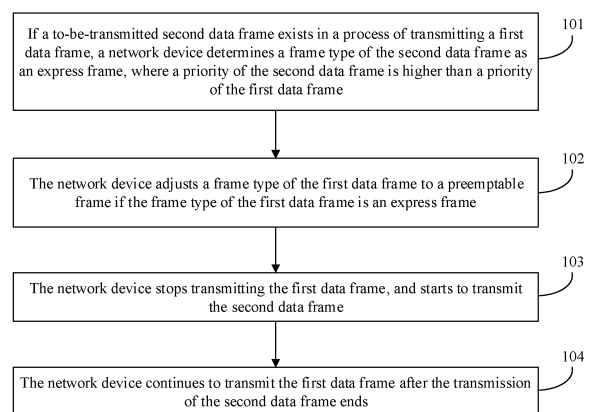 If a to-be-transmitted second data frame exists in a process of transmitting a first
data frame, a network device determines a frame type of the second data frame as
an express frame, where a priority of the second data frame is higher than a priority
of the first data frame
101
The network device adjusts a frame type of the first data frame to a preemptable
frame if the frame type of the first data frame is an express frame
102
The network device stops transmitting the first data frame, and starts to transmit
the second data frame
103
The network device continues to transmit the first data frame after the transmission
of the second data frame ends
104